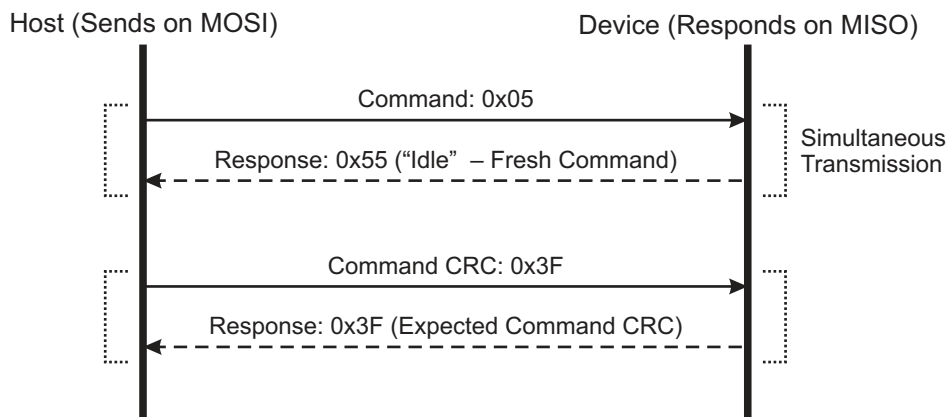 Host (Sends on MOSI)
Device (Responds on MISO)
Command: 0x05
Simultaneous
Transmission
Response: 0x55 (“Idle” – Fresh Command)
Command CRC: 0x3F
Response: 0x3F (Expected Command CRC)